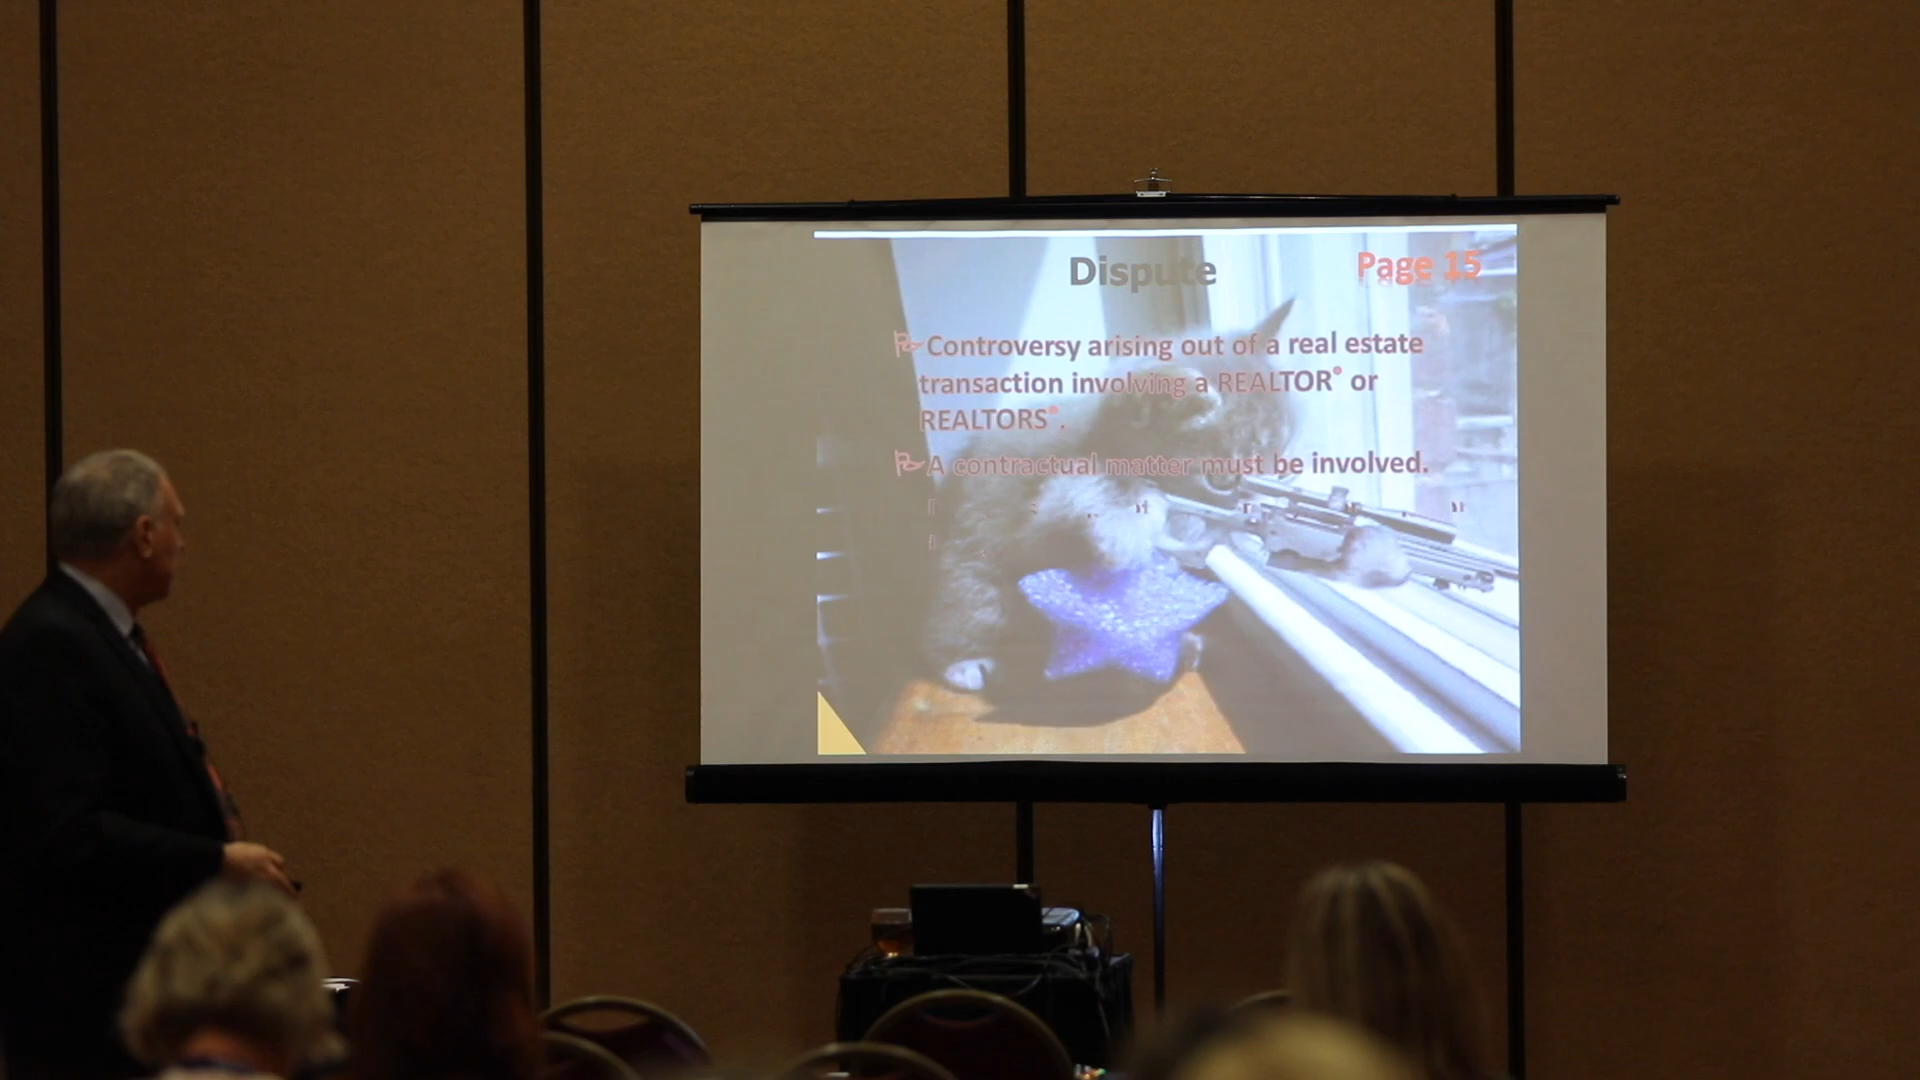 Dispute
Page 15
Controversy arising out of a real estate
transaction involving a REALTOR® or
REALTORS®.
A contractual matter must be involved.